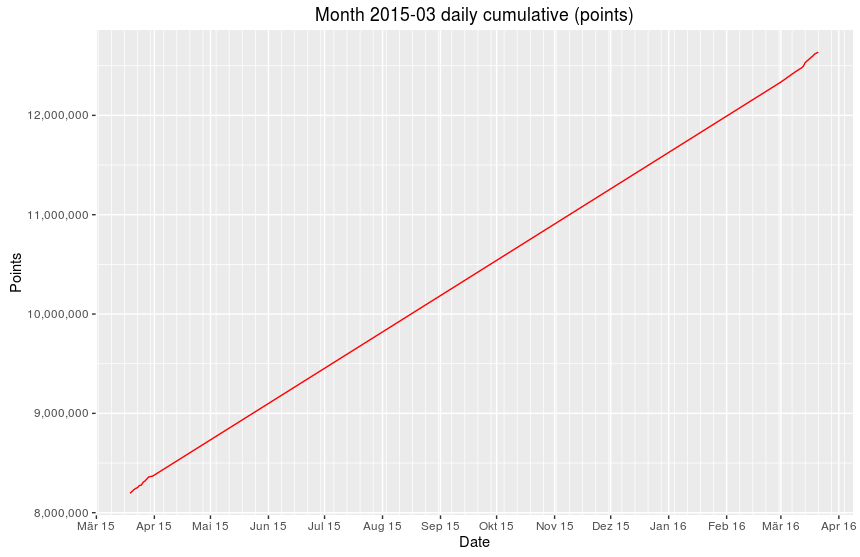 Month 2015-03 daily cumulative (points)
Points
12,000,000
11,000,000
10,000,000
9,000,000
8,000,000
Mär 15 Apr 15 Mai 15 Jun 15 Jul 15 Aug 15 Sep 15 Okt 15 Nov 15 Dez 15 Jan 16 Feb 16 Mär 16 Apr 16
Date